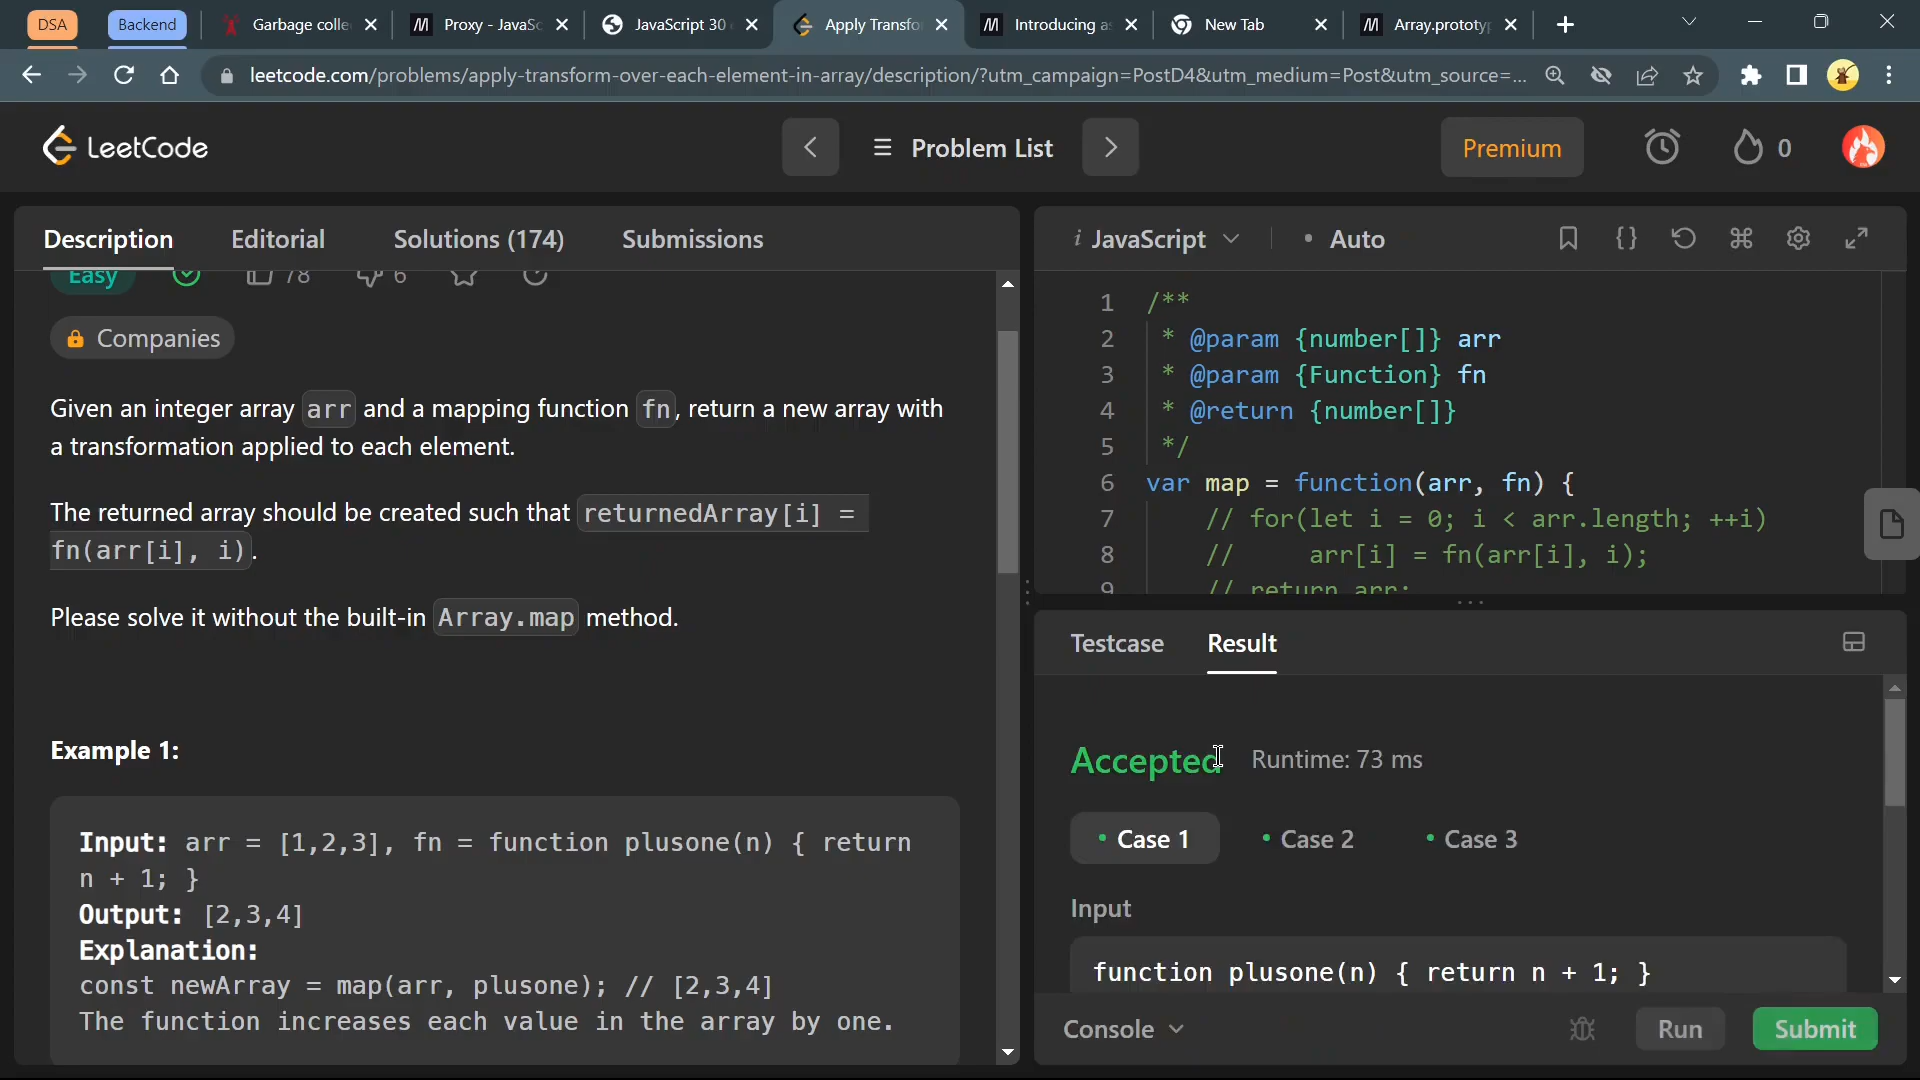 DSA
Backend
Garbage colle
Proxy - JavaSc
JavaScript 30
Apply Transfo
Introducing as
New Tab
Array.prototyp
leetcode.com/problems/apply-transform-over-each-element-in-array/description/?utm_campaign=PostD4&utm_medium=Post&utm_source=...
LeetCode
Problem List
Premium
0
Description
Editorial
Solutions (174)
Submissions
Easy
78
6
Companies
Given an integer array arr and a mapping function fn, return a new array with
a transformation applied to each element.
The returned array should be created such that returnedArray[i] =
fn(arr[i], i).
Please solve it without the built-in Array.map method.
Example 1:
Input: arr = [1,2,3], fn = function plusone(n) { return
n + 1; }
Output: [2,3,4]
Explanation:
const newArray = map(arr, plusone); // [2,3,4]
The function increases each value in the array by one.
i JavaScript
• Auto
1 /**
2 * @param {number[]} arr
3 * @param {Function} fn
4 * @return {number[]}
5 */
6 var map = function(arr, fn) {
7 // for(let i = 0; i < arr.length; ++i)
8 // arr[i] = fn(arr[i], i);
9 // return arr;
Testcase
Result
Accepted
Runtime: 73 ms
• Case 1
• Case 2
• Case 3
Input
function plusone(n) { return n + 1; }
Console
Run
Submit